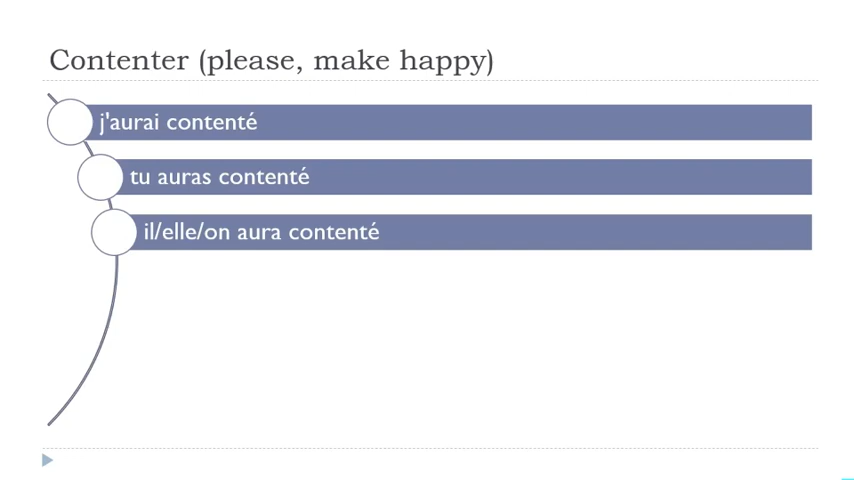 Contenter (please, make happy)
j'aurai contenté
tu auras contenté
il/elle/on aura contenté